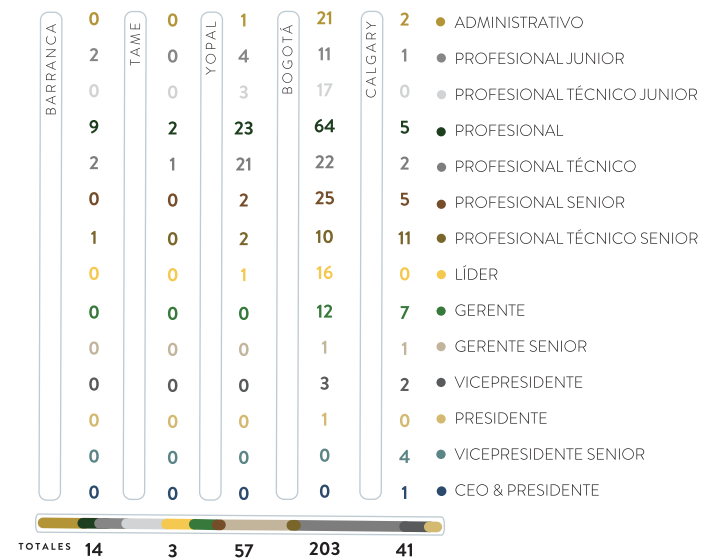 BARRANCA TAME YOPAL BOGOTÁ CALGARY
0 0 1 21 2 ADMINISTRATIVO
2 0 4 11 1 PROFESIONAL JUNIOR
0 0 3 17 0 PROFESIONAL TÉCNICO JUNIOR
9 2 23 64 5 PROFESIONAL
2 1 21 22 2 PROFESIONAL TÉCNICO
0 0 2 25 5 PROFESIONAL SENIOR
1 0 2 10 11 PROFESIONAL TÉCNICO SENIOR
0 0 1 16 0 LÍDER
0 0 0 12 7 GERENTE
0 0 0 1 1 GERENTE SENIOR
0 0 0 3 2 VICEPRESIDENTE
0 0 0 1 0 PRESIDENTE
0 0 0 0 4 VICEPRESIDENTE SENIOR
0 0 0 0 1 CEO & PRESIDENTE
TOTALES 14 3 57 203 41